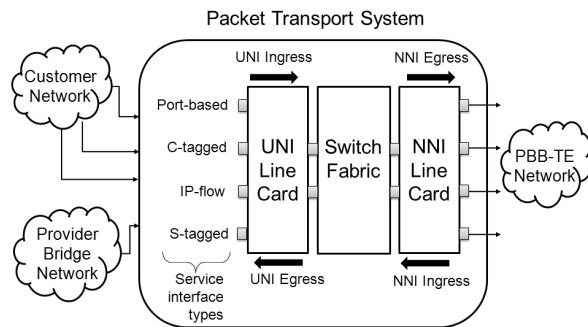 Packet Transport System
UNI Ingress
NNI Egress
Customer
Network
Port-based
C-tagged
IP-flow
S-tagged
UNI
Line
Card
Switch
Fabric
NNI
Line
Card
PBB-TE
Network
Provider
Bridge
Network
Service
interface
types
UNI Egress
NNI Ingress